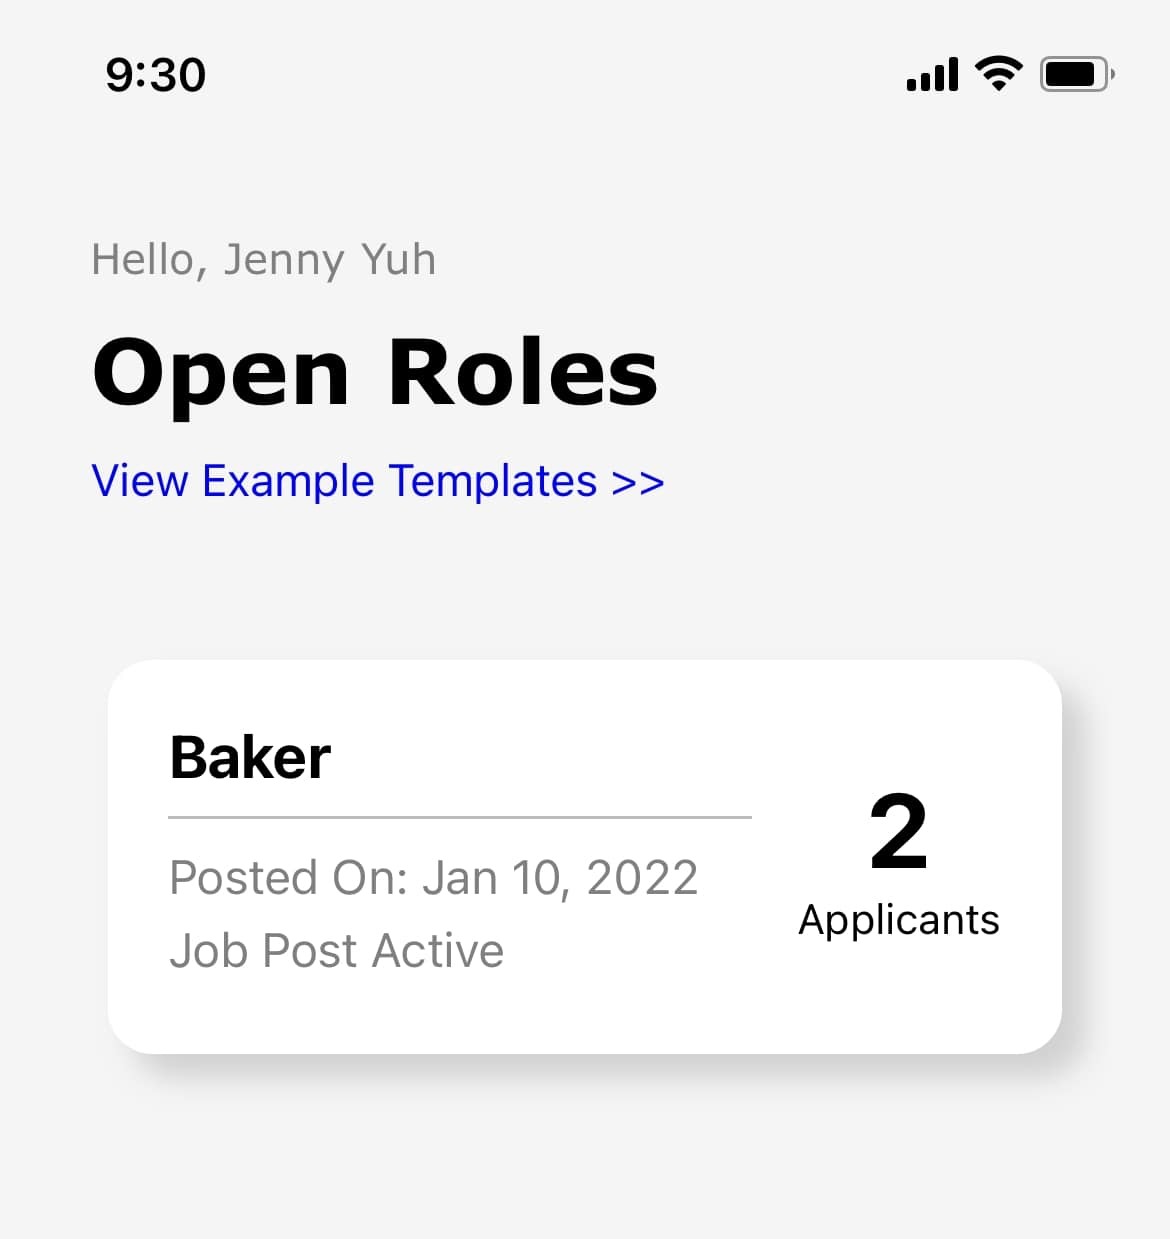 9:30
Hello, Jenny Yuh
Open Roles
View Example Templates >>
Baker
Posted On: Jan 10, 2022
Job Post Active
2
Applicants